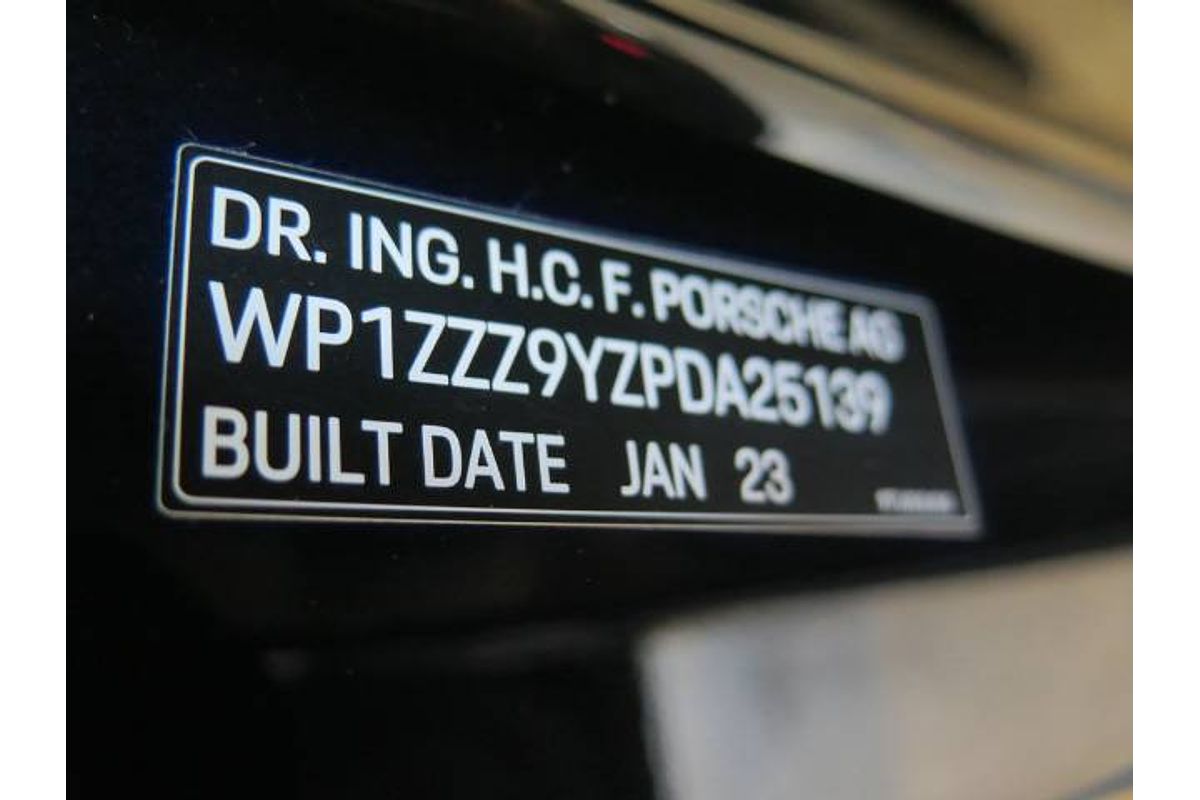 DR. ING. H.C. F. PORSCHE AG
WP1ZZZ9YZPDA25139
BUILT DATE JAN 23